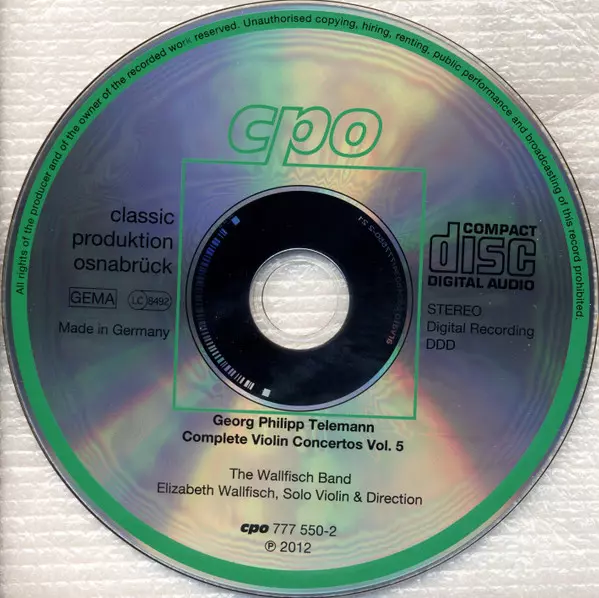 All rights of the producer and of the owner of the recorded work reserved. Unauthorised copying, hiring, renting, public performance and broadcasting of this record prohibited.
cpo
classic
produktion
osnabrück
GEMA
LC 8492
Made in Germany
COMPACT
disc
DIGITAL AUDIO
STEREO
Digital Recording
DDD
Georg Philipp Telemann
Complete Violin Concertos Vol. 5
The Wallfisch Band
Elizabeth Wallfisch, Solo Violin & Direction
cpo 777 550-2
℗ 2012